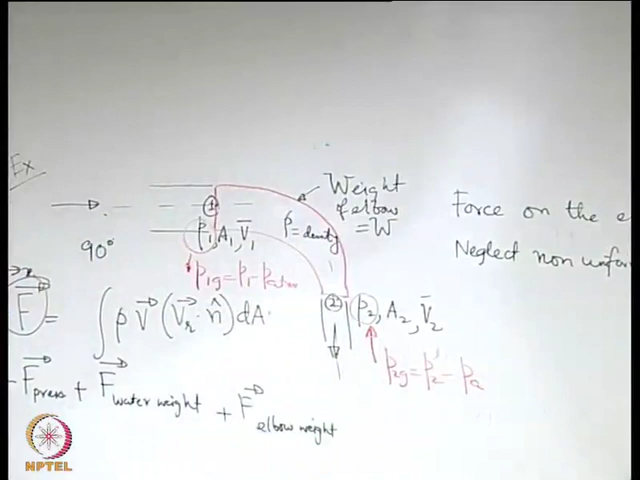 Ex
①
Weight
of elbow
= W
ρ = density
Force on the e
Neglect non unifor
90°
p₁, A₁, V̄₁
p₁g = p₁ − patm
②
p₂, A₂, V̄₂
p₂g = p₂ − pa
F⃗ = ∫ρ V⃗ (V⃗r · n̂) dA
F⃗press + F⃗water weight + F⃗elbow weight
NPTEL